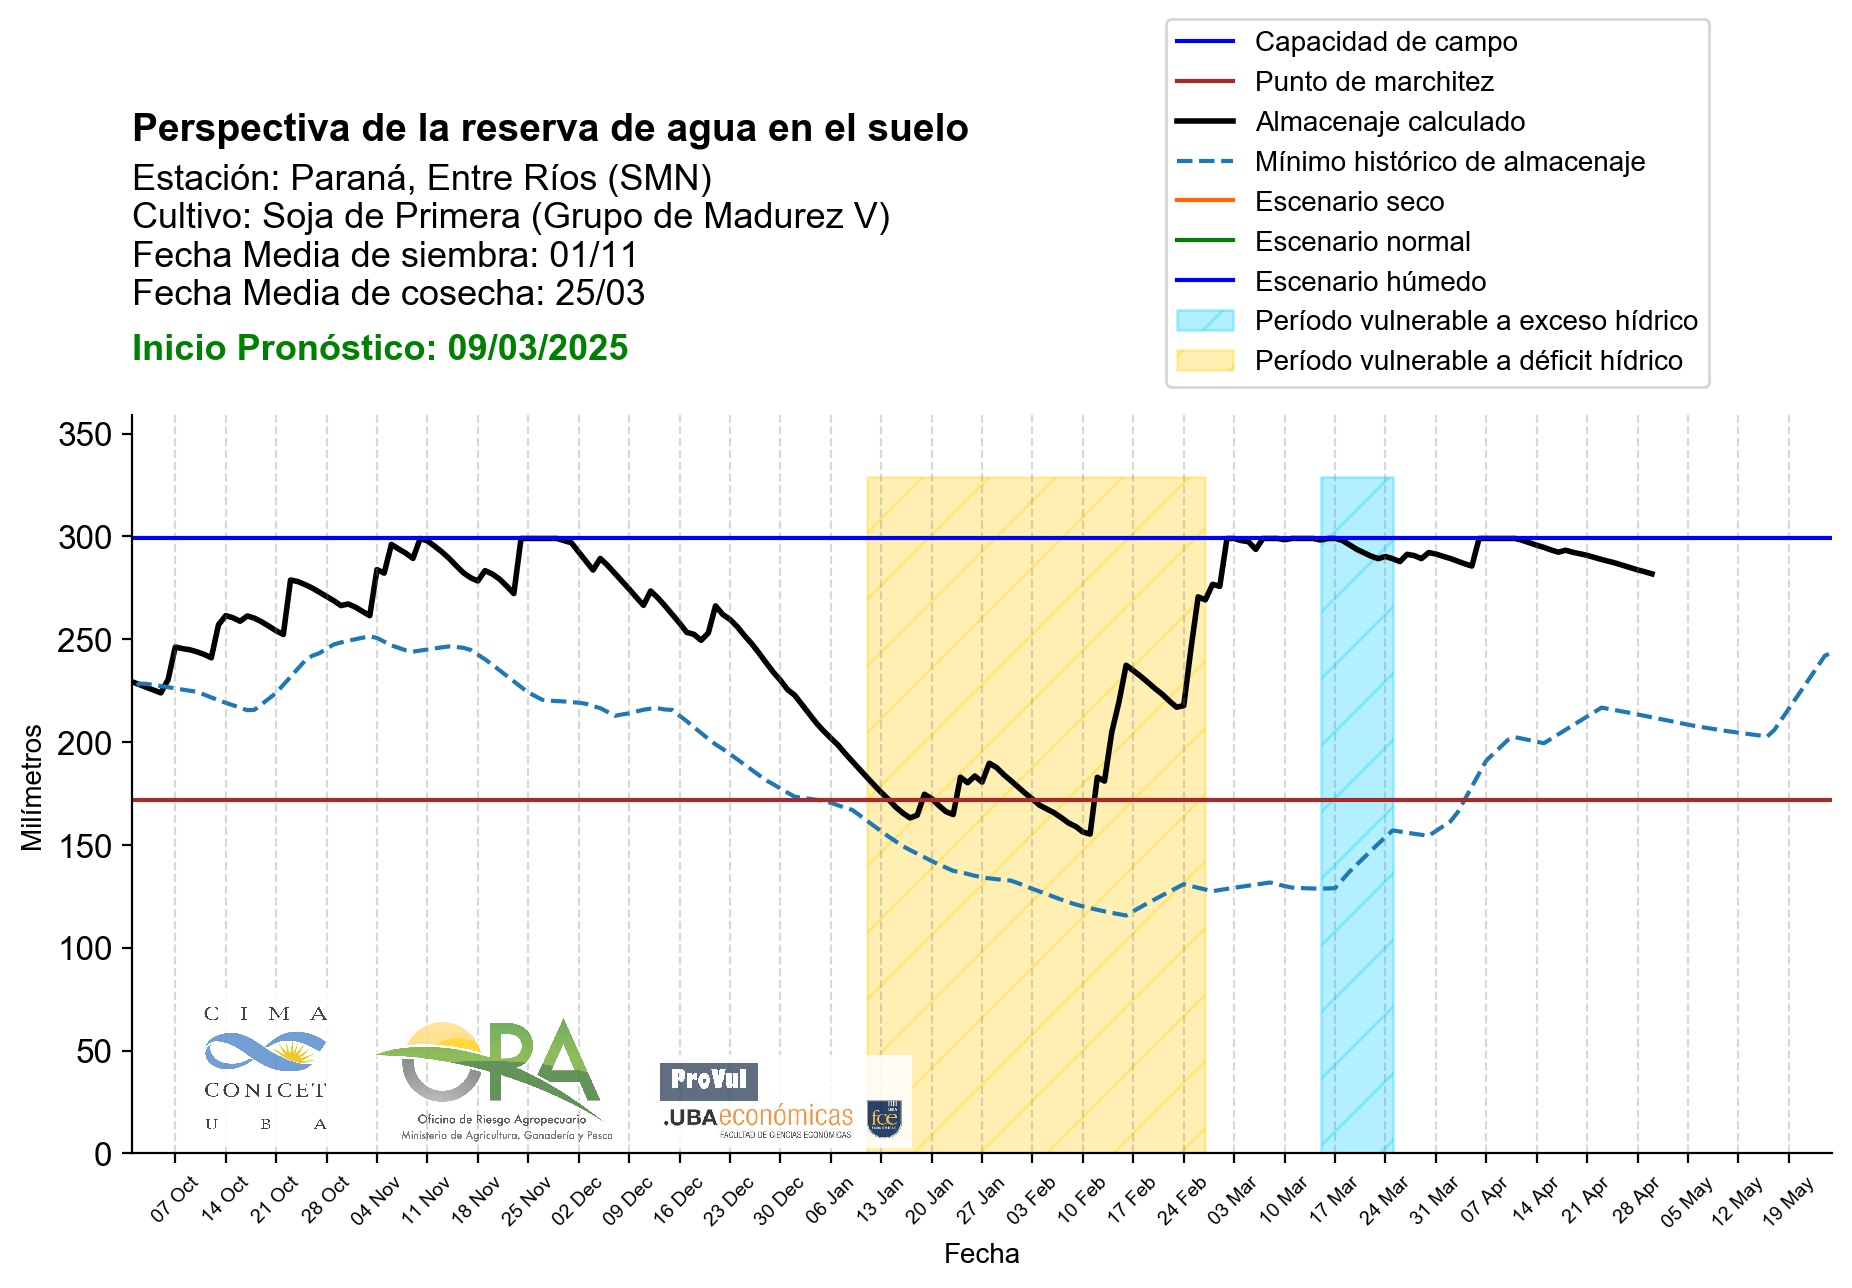 Capacidad de campo
Punto de marchitez
Almacenaje calculado
Mínimo histórico de almacenaje
Escenario seco
Escenario normal
Escenario húmedo
Período vulnerable a exceso hídrico
Período vulnerable a déficit hídrico
Perspectiva de la reserva de agua en el suelo
Estación: Paraná, Entre Ríos (SMN)
Cultivo: Soja de Primera (Grupo de Madurez V)
Fecha Media de siembra: 01/11
Fecha Media de cosecha: 25/03
Inicio Pronóstico: 09/03/2025
350
300
250
200
150
100
50
0
Milímetros
CIMA
CONICET
UBA
ORA
Oficina de Riesgo Agropecuario
Ministerio de Agricultura, Ganadería y Pesca
ProVul
.UBAeconómicas
FACULTAD DE CIENCIAS ECONÓMICAS
UBA
fce
07 Oct
14 Oct
21 Oct
28 Oct
04 Nov
11 Nov
18 Nov
25 Nov
02 Dec
09 Dec
16 Dec
23 Dec
30 Dec
06 Jan
13 Jan
20 Jan
27 Jan
03 Feb
10 Feb
17 Feb
24 Feb
03 Mar
10 Mar
17 Mar
24 Mar
31 Mar
07 Apr
14 Apr
21 Apr
28 Apr
05 May
12 May
19 May
Fecha